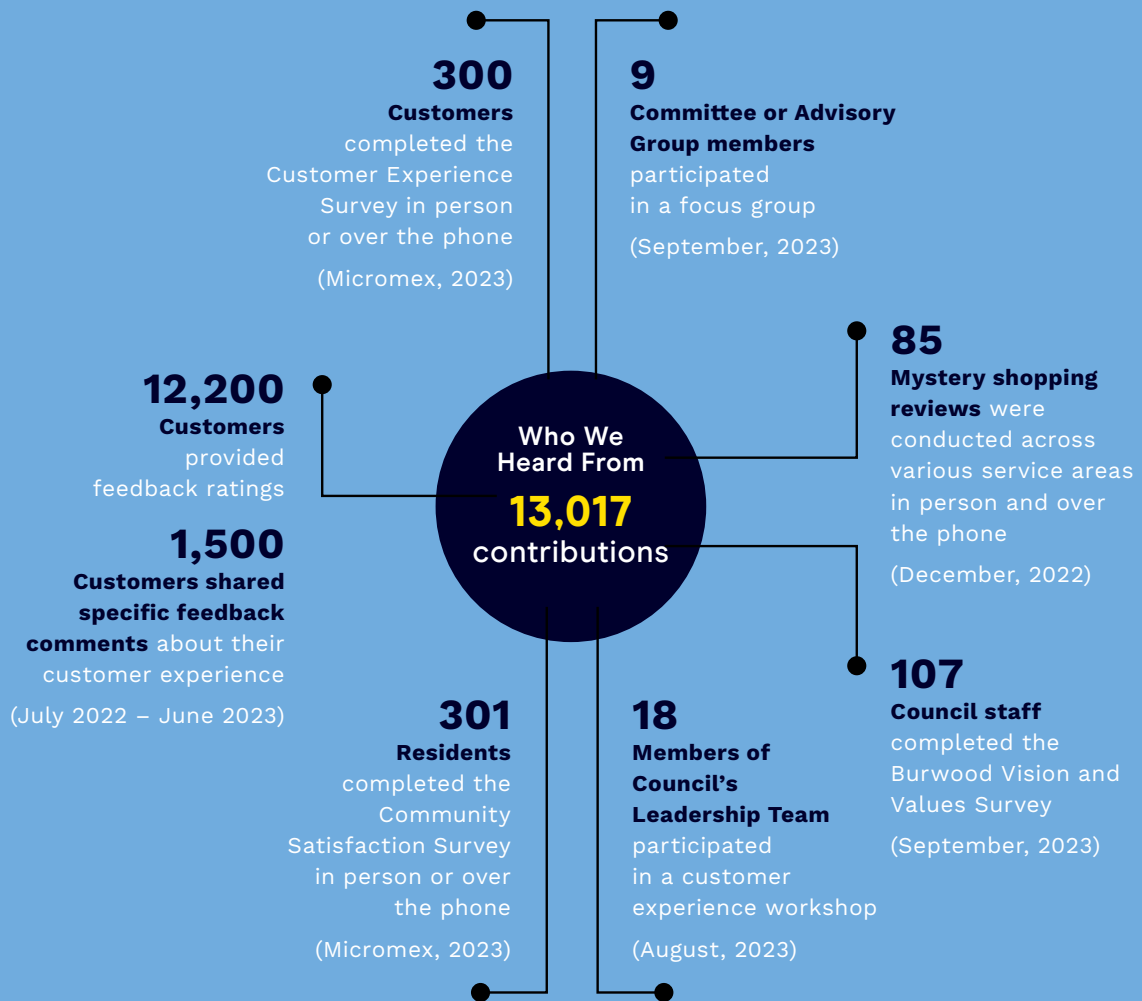 300
Customers
completed the
Customer Experience
Survey in person
or over the phone
(Micromex, 2023)
9
Committee or Advisory
Group members
participated
in a focus group
(September, 2023)
12,200
Customers
provided
feedback ratings
1,500
Customers shared
specific feedback
comments about their
customer experience
(July 2022 – June 2023)
Who We
Heard From
13,017
contributions
85
Mystery shopping
reviews were
conducted across
various service areas
in person and over
the phone
(December, 2022)
301
Residents
completed the
Community
Satisfaction Survey
in person or over
the phone
(Micromex, 2023)
18
Members of
Council’s
Leadership Team
participated
in a customer
experience workshop
(August, 2023)
107
Council staff
completed the
Burwood Vision and
Values Survey
(September, 2023)